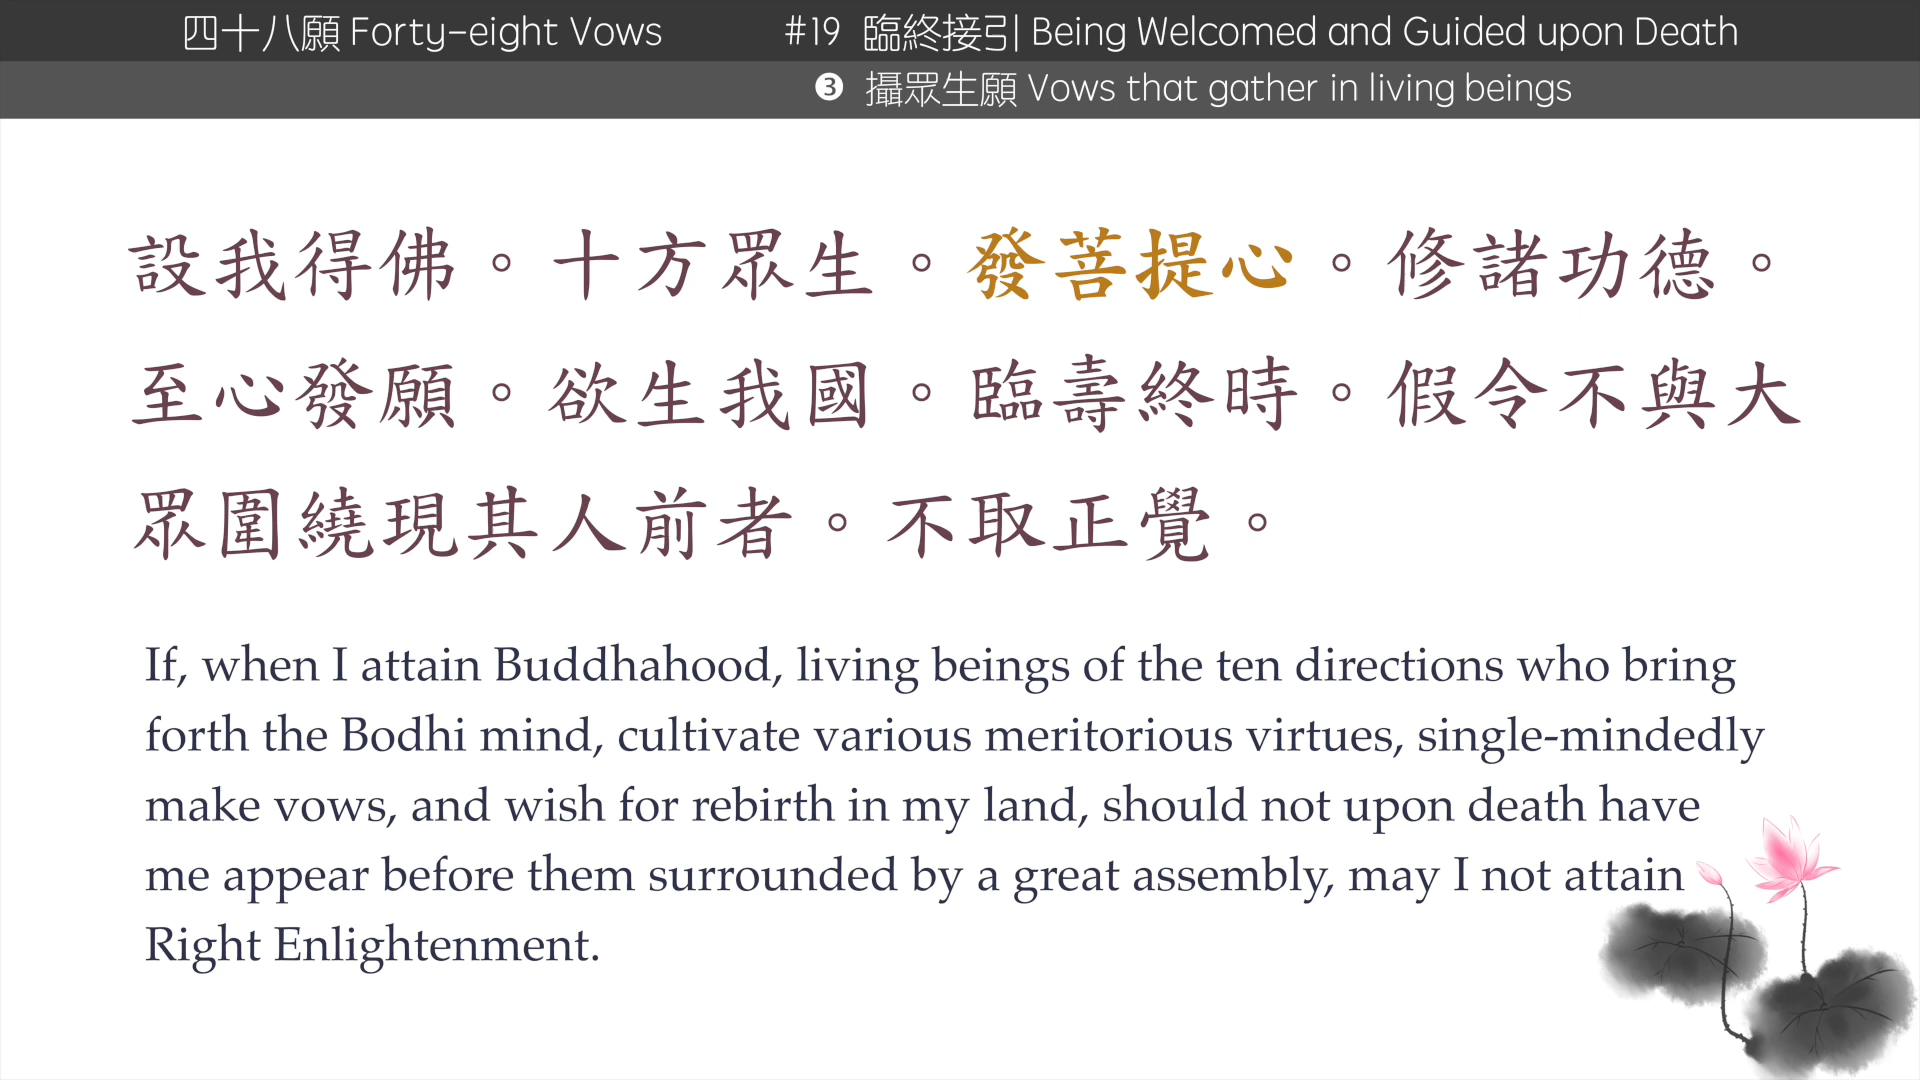 四十八願 Forty-eight Vows
#19 臨終接引 Being Welcomed and Guided upon Death
❸ 攝眾生願 Vows that gather in living beings
設我得佛。十方眾生。發菩提心。修諸功德。
至心發願。欲生我國。臨壽終時。假令不與大
眾圍繞現其人前者。不取正覺。
If, when I attain Buddhahood, living beings of the ten directions who bring
forth the Bodhi mind, cultivate various meritorious virtues, single-mindedly
make vows, and wish for rebirth in my land, should not upon death have
me appear before them surrounded by a great assembly, may I not attain
Right Enlightenment.